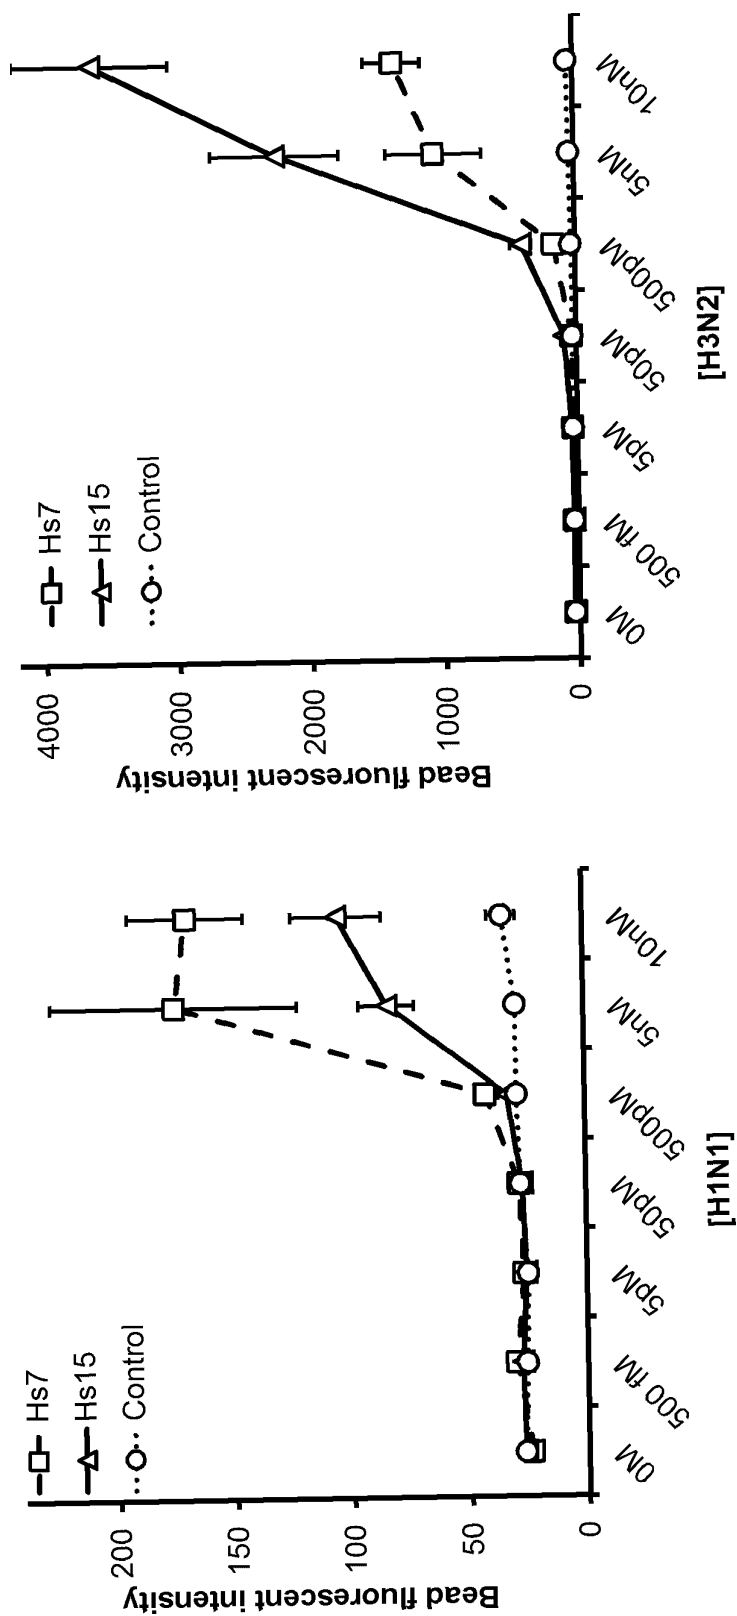 Hs7
Hs15
Control
Bead fluorescent intensity
200
150
100
50
0
0M
500 fM
5pM
50pM
500pM
5nM
10nM
[H1N1]
Hs7
Hs15
Control
Bead fluorescent intensity
4000
3000
2000
1000
0
0M
500 fM
5pM
50pM
500pM
5nM
10nM
[H3N2]